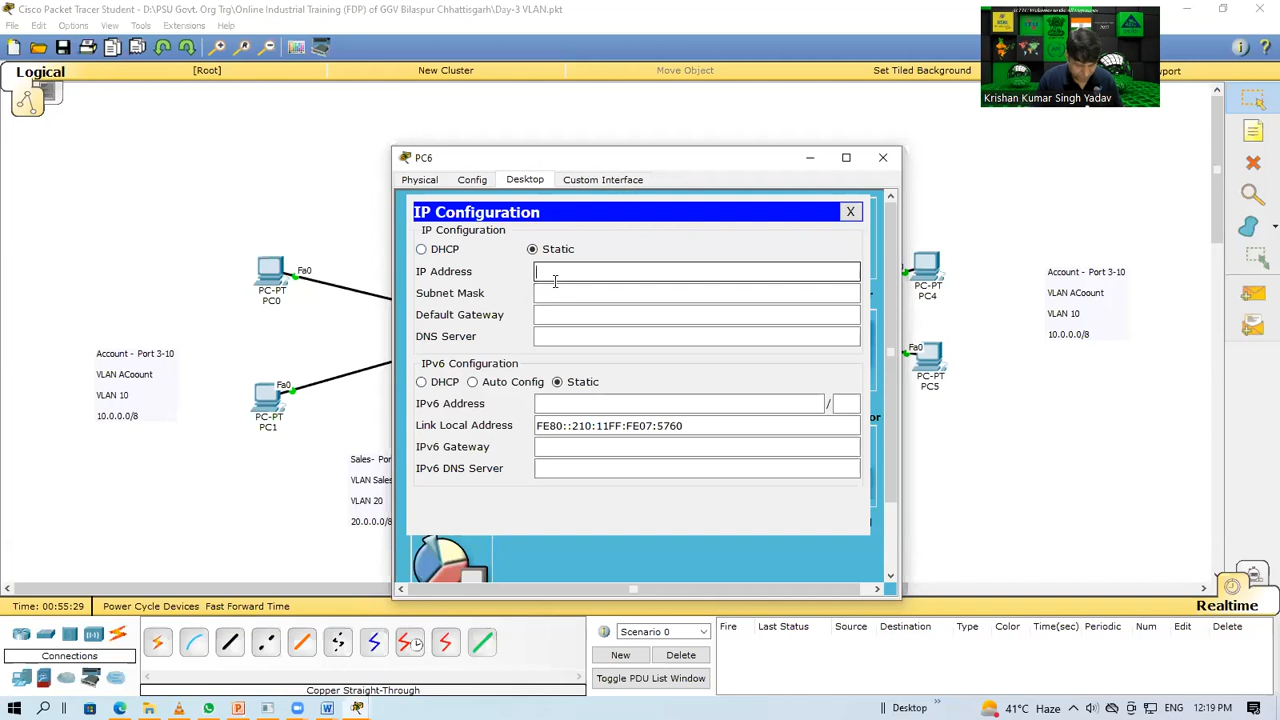 Cisco Packet Tracer Student - D:\PSU Govt. Org Trg\Online Industrial Training (FDP) of GGV Bilaspur Chhattisgarh\Day-3 VLAN.pkt
File Edit Options View Tools Extensions Help
Logical [Root] New Cluster Move Object Set Tiled Background
Krishan Kumar Singh Yadav
PC6
Physical Config Desktop Custom Interface
IP Configuration X
IP Configuration
DHCP Static
IP Address
Subnet Mask
Default Gateway
DNS Server
IPv6 Configuration
DHCP Auto Config Static
IPv6 Address /
Link Local Address FE80::210:11FF:FE07:5760
IPv6 Gateway
IPv6 DNS Server
Fa0
PC-PT
PC0
Account - Port 3-10
VLAN ACoount
VLAN 10
10.0.0.0/8
Fa0
PC-PT
PC1
Sales- Po
VLAN Sales
VLAN 20
20.0.0.0/8
PC-PT
PC4
Fa0
PC-PT
PC5
Account - Port 3-10
VLAN ACoount
VLAN 10
10.0.0.0/8
Time: 00:55:29 Power Cycle Devices Fast Forward Time Realtime
Connections
Copper Straight-Through
Scenario 0
New Delete
Toggle PDU List Window
Fire Last Status Source Destination Type Color Time(sec) Periodic Num Edit Delete
Desktop 41°C Haze ENG 12:19 PM